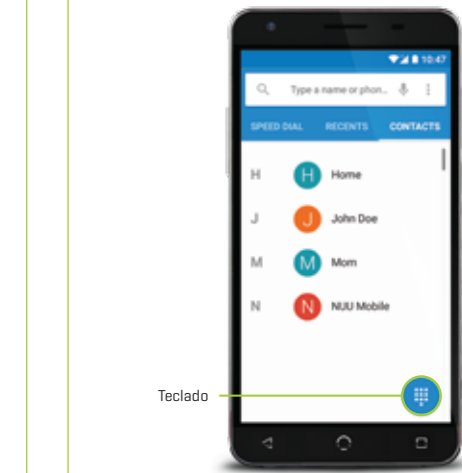 10:47
Type a name or phon...
SPEED DIAL RECENTS CONTACTS
H H Home
J J John Doe
M M Mom
N N NUU Mobile
Teclado